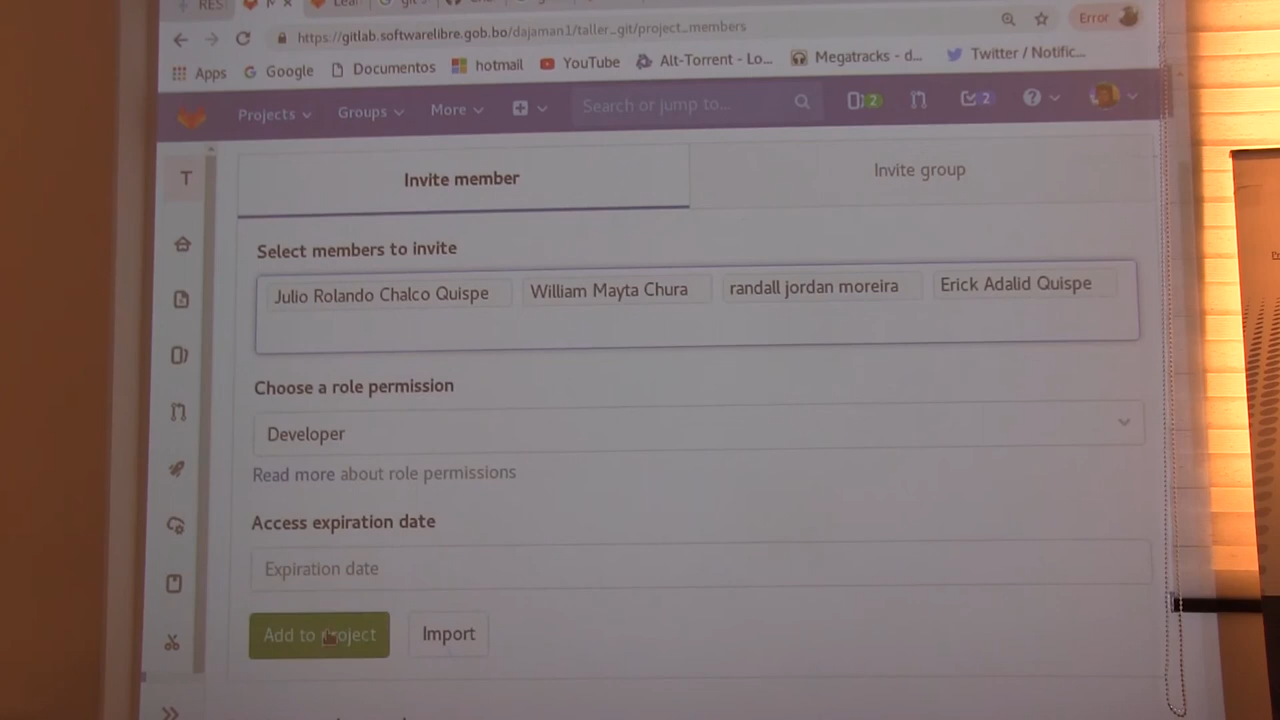 RES
Lear
https://gitlab.softwarelibre.gob.bo/dajaman1/taller_git/project_members
Error
Apps Google Documentos hotmail YouTube Alt-Torrent - Lo... Megatracks - d... Twitter / Notific...
Projects Groups More Search or jump to... 2 2
T
Invite member Invite group
Select members to invite
Julio Rolando Chalco Quispe William Mayta Chura randall jordan moreira Erick Adalid Quispe
Choose a role permission
Developer
Read more about role permissions
Access expiration date
Expiration date
Add to project Import